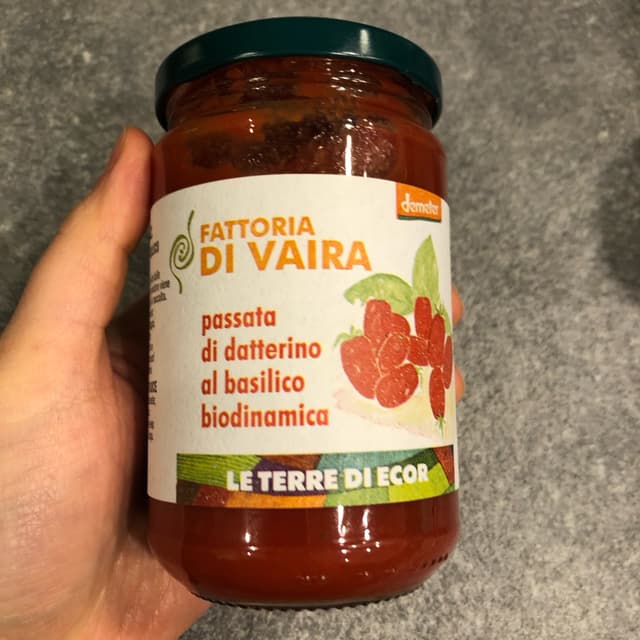 demeter
FATTORIA
DI VAIRA
passata
di datterino
al basilico
biodinamica
LE TERRE DI ECOR